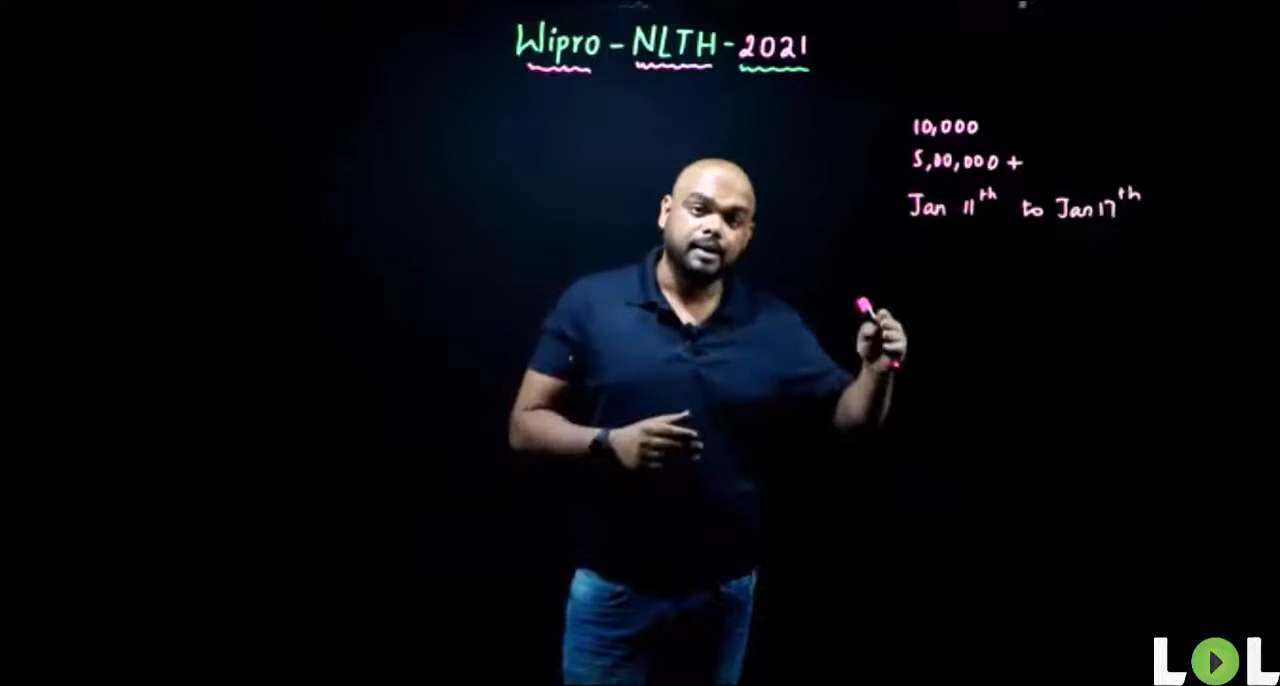 Wipro - NLTH - 2021
10,000
5,00,000 +
Jan 11th to Jan 17th
LOL